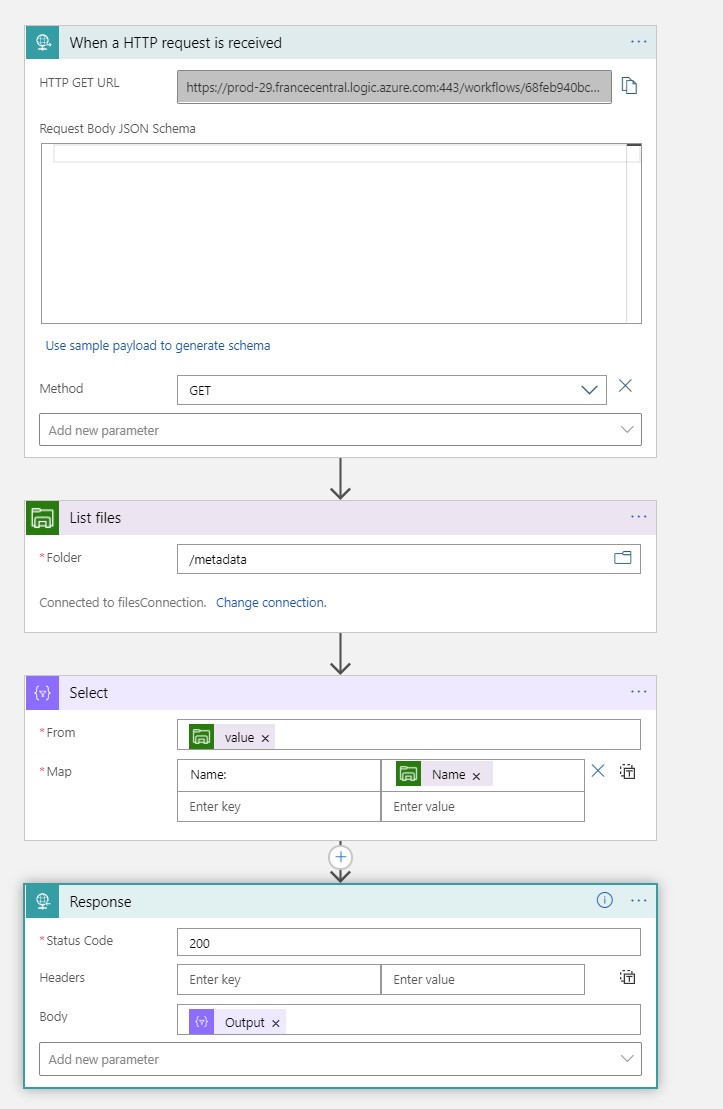 When a HTTP request is received
HTTP GET URL
https://prod-29.francecentral.logic.azure.com:443/workflows/68feb940bc...
Request Body JSON Schema
Use sample payload to generate schema
Method
GET
Add new parameter
List files
*Folder
/metadata
Connected to filesConnection. Change connection.
Select
*From
value ×
*Map
Name:
Name ×
Enter key
Enter value
Response
*Status Code
200
Headers
Enter key
Enter value
Body
Output ×
Add new parameter